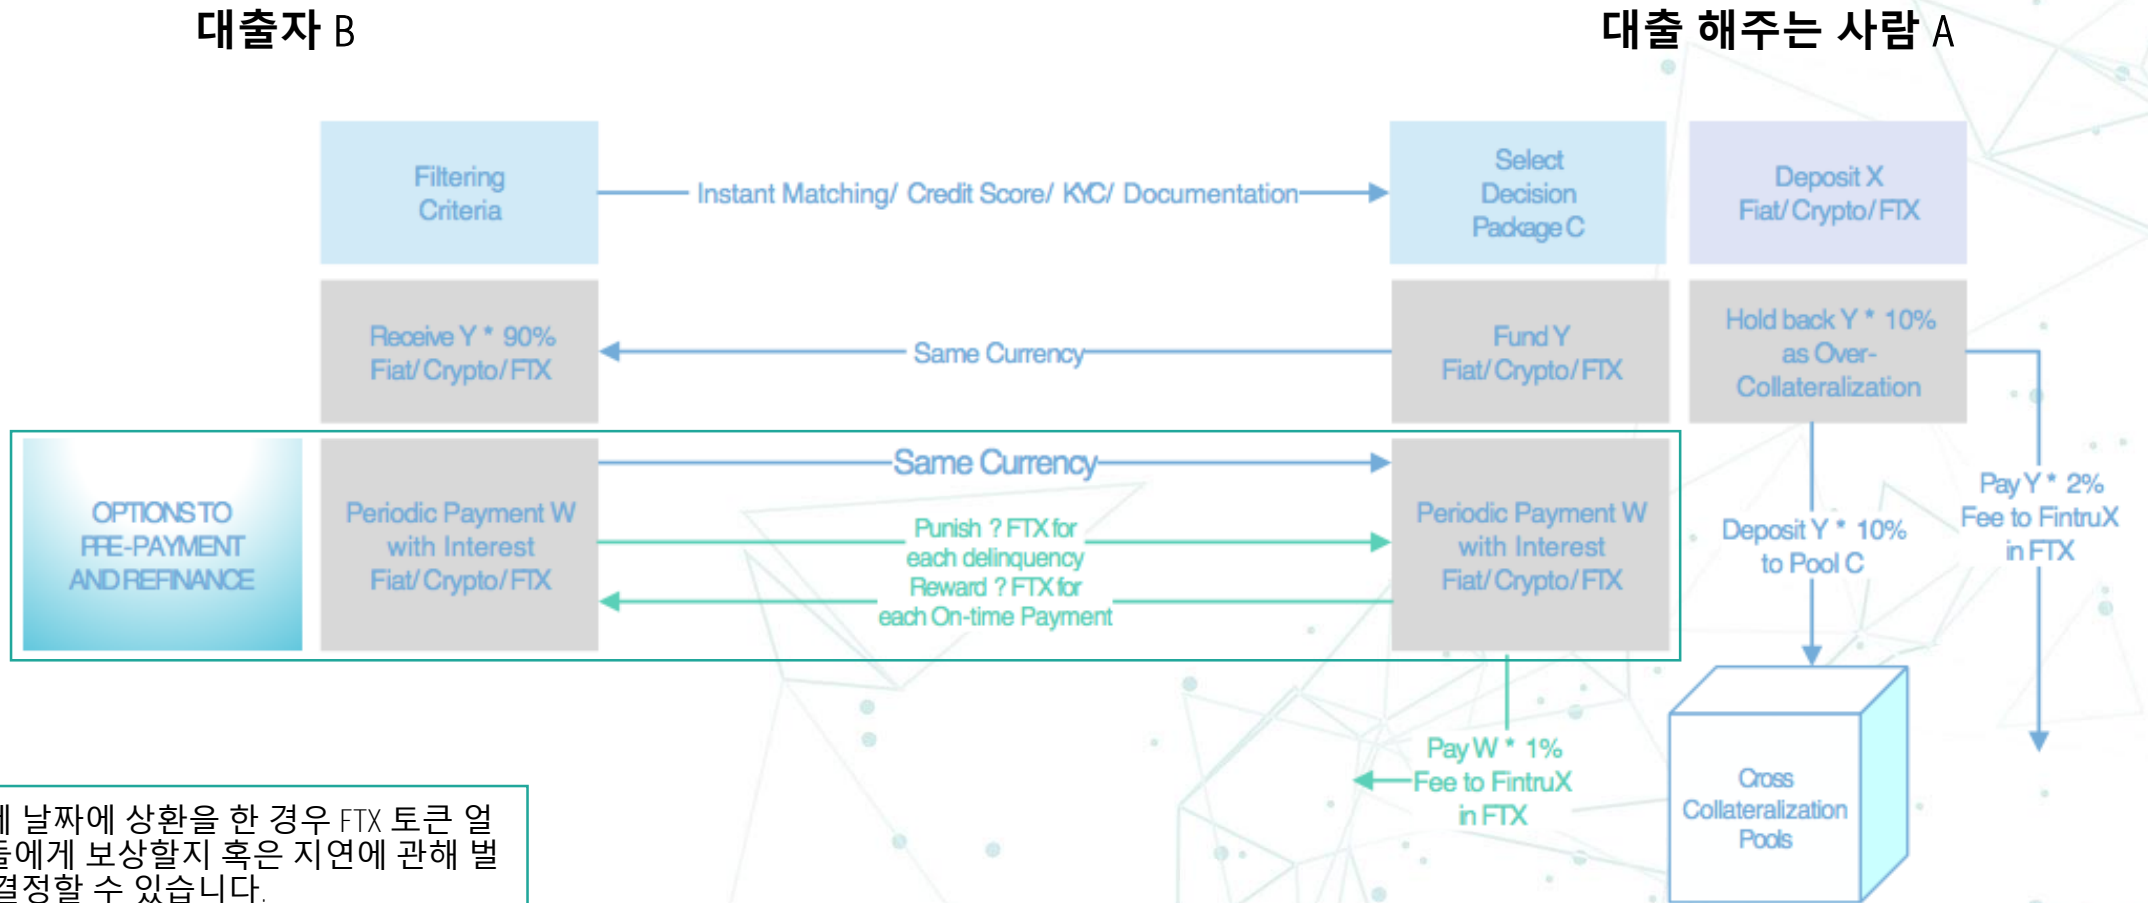 대출자 B
대출 해주는 사람 A
Filtering
Criteria
Instant Matching/ Credit Score/ KYC/ Documentation
Select
Decision
Package C
Deposit X
Fiat/ Crypto/ FTX
Receive Y * 90%
Fiat/ Crypto/ FTX
Same Currency
Fund Y
Fiat/ Crypto/ FTX
Hold back Y * 10%
as Over-
Collateralization
OPTIONS TO
PRE-PAYMENT
AND REFINANCE
Periodic Payment W
with Interest
Fiat/ Crypto/ FTX
Same Currency
Punish ? FTX for
each delinquency
Reward ? FTX for
each On-time Payment
Periodic Payment W
with Interest
Fiat/ Crypto/ FTX
Deposit Y * 10%
to Pool C
Pay Y * 2%
Fee to FintruX
in FTX
Pay W * 1%
Fee to FintruX
in FTX
Cross
Collateralization
Pools
날짜에 상환을 한 경우 FTX 토큰 얼
들에게 보상할지 혹은 지연에 관해 벌
결정할 수 있습니다.